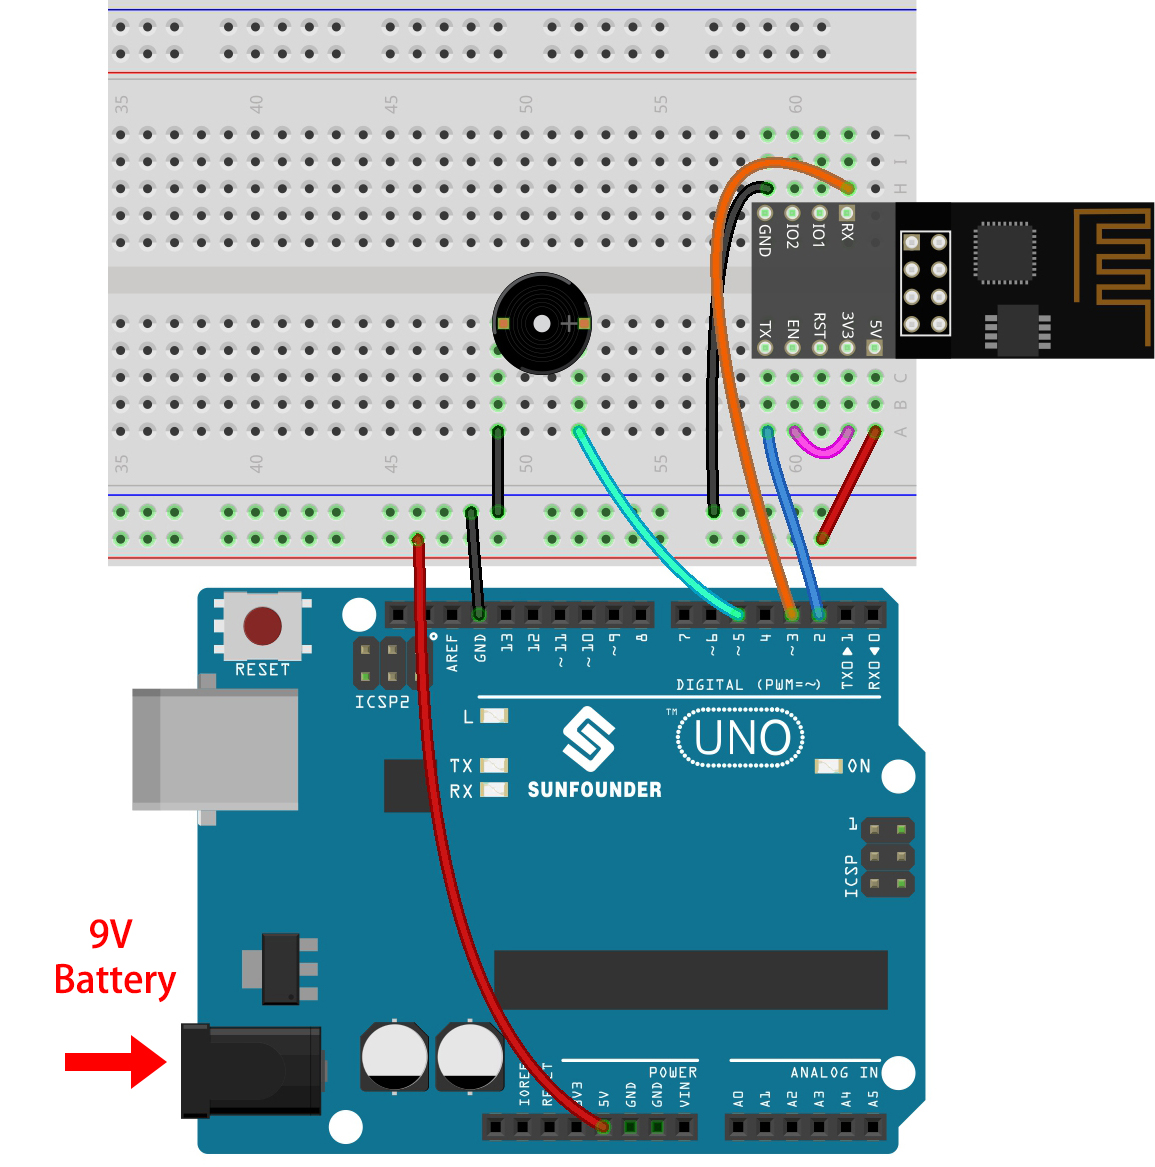 35 40 45 50 55 60
J
I
H
GND IO2 IO1 RX
TX EN RST 3V3 5V
+
C
B
A
35 40 45 50 55 60
RESET
ICSP2
AREF GND 13 12 ~11 ~10 ~9 8
7 ~6 ~5 4 ~3 2 TX0▶1 RX0◀0
DIGITAL (PWM=~)
L
TX
RX
SUNFOUNDER
™
UNO
ON
1
ICSP
9V
Battery
POWER
ANALOG IN
5V GND GND VIN
A0 A1 A2 A3 A4 A5